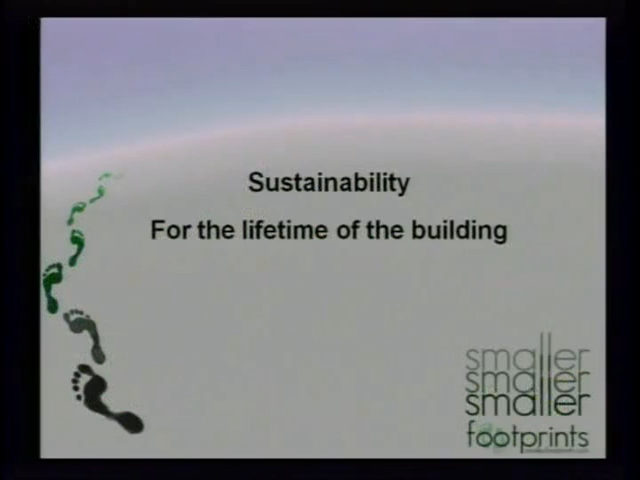 Sustainability
For the lifetime of the building
smaller
smaller
smaller
footprints